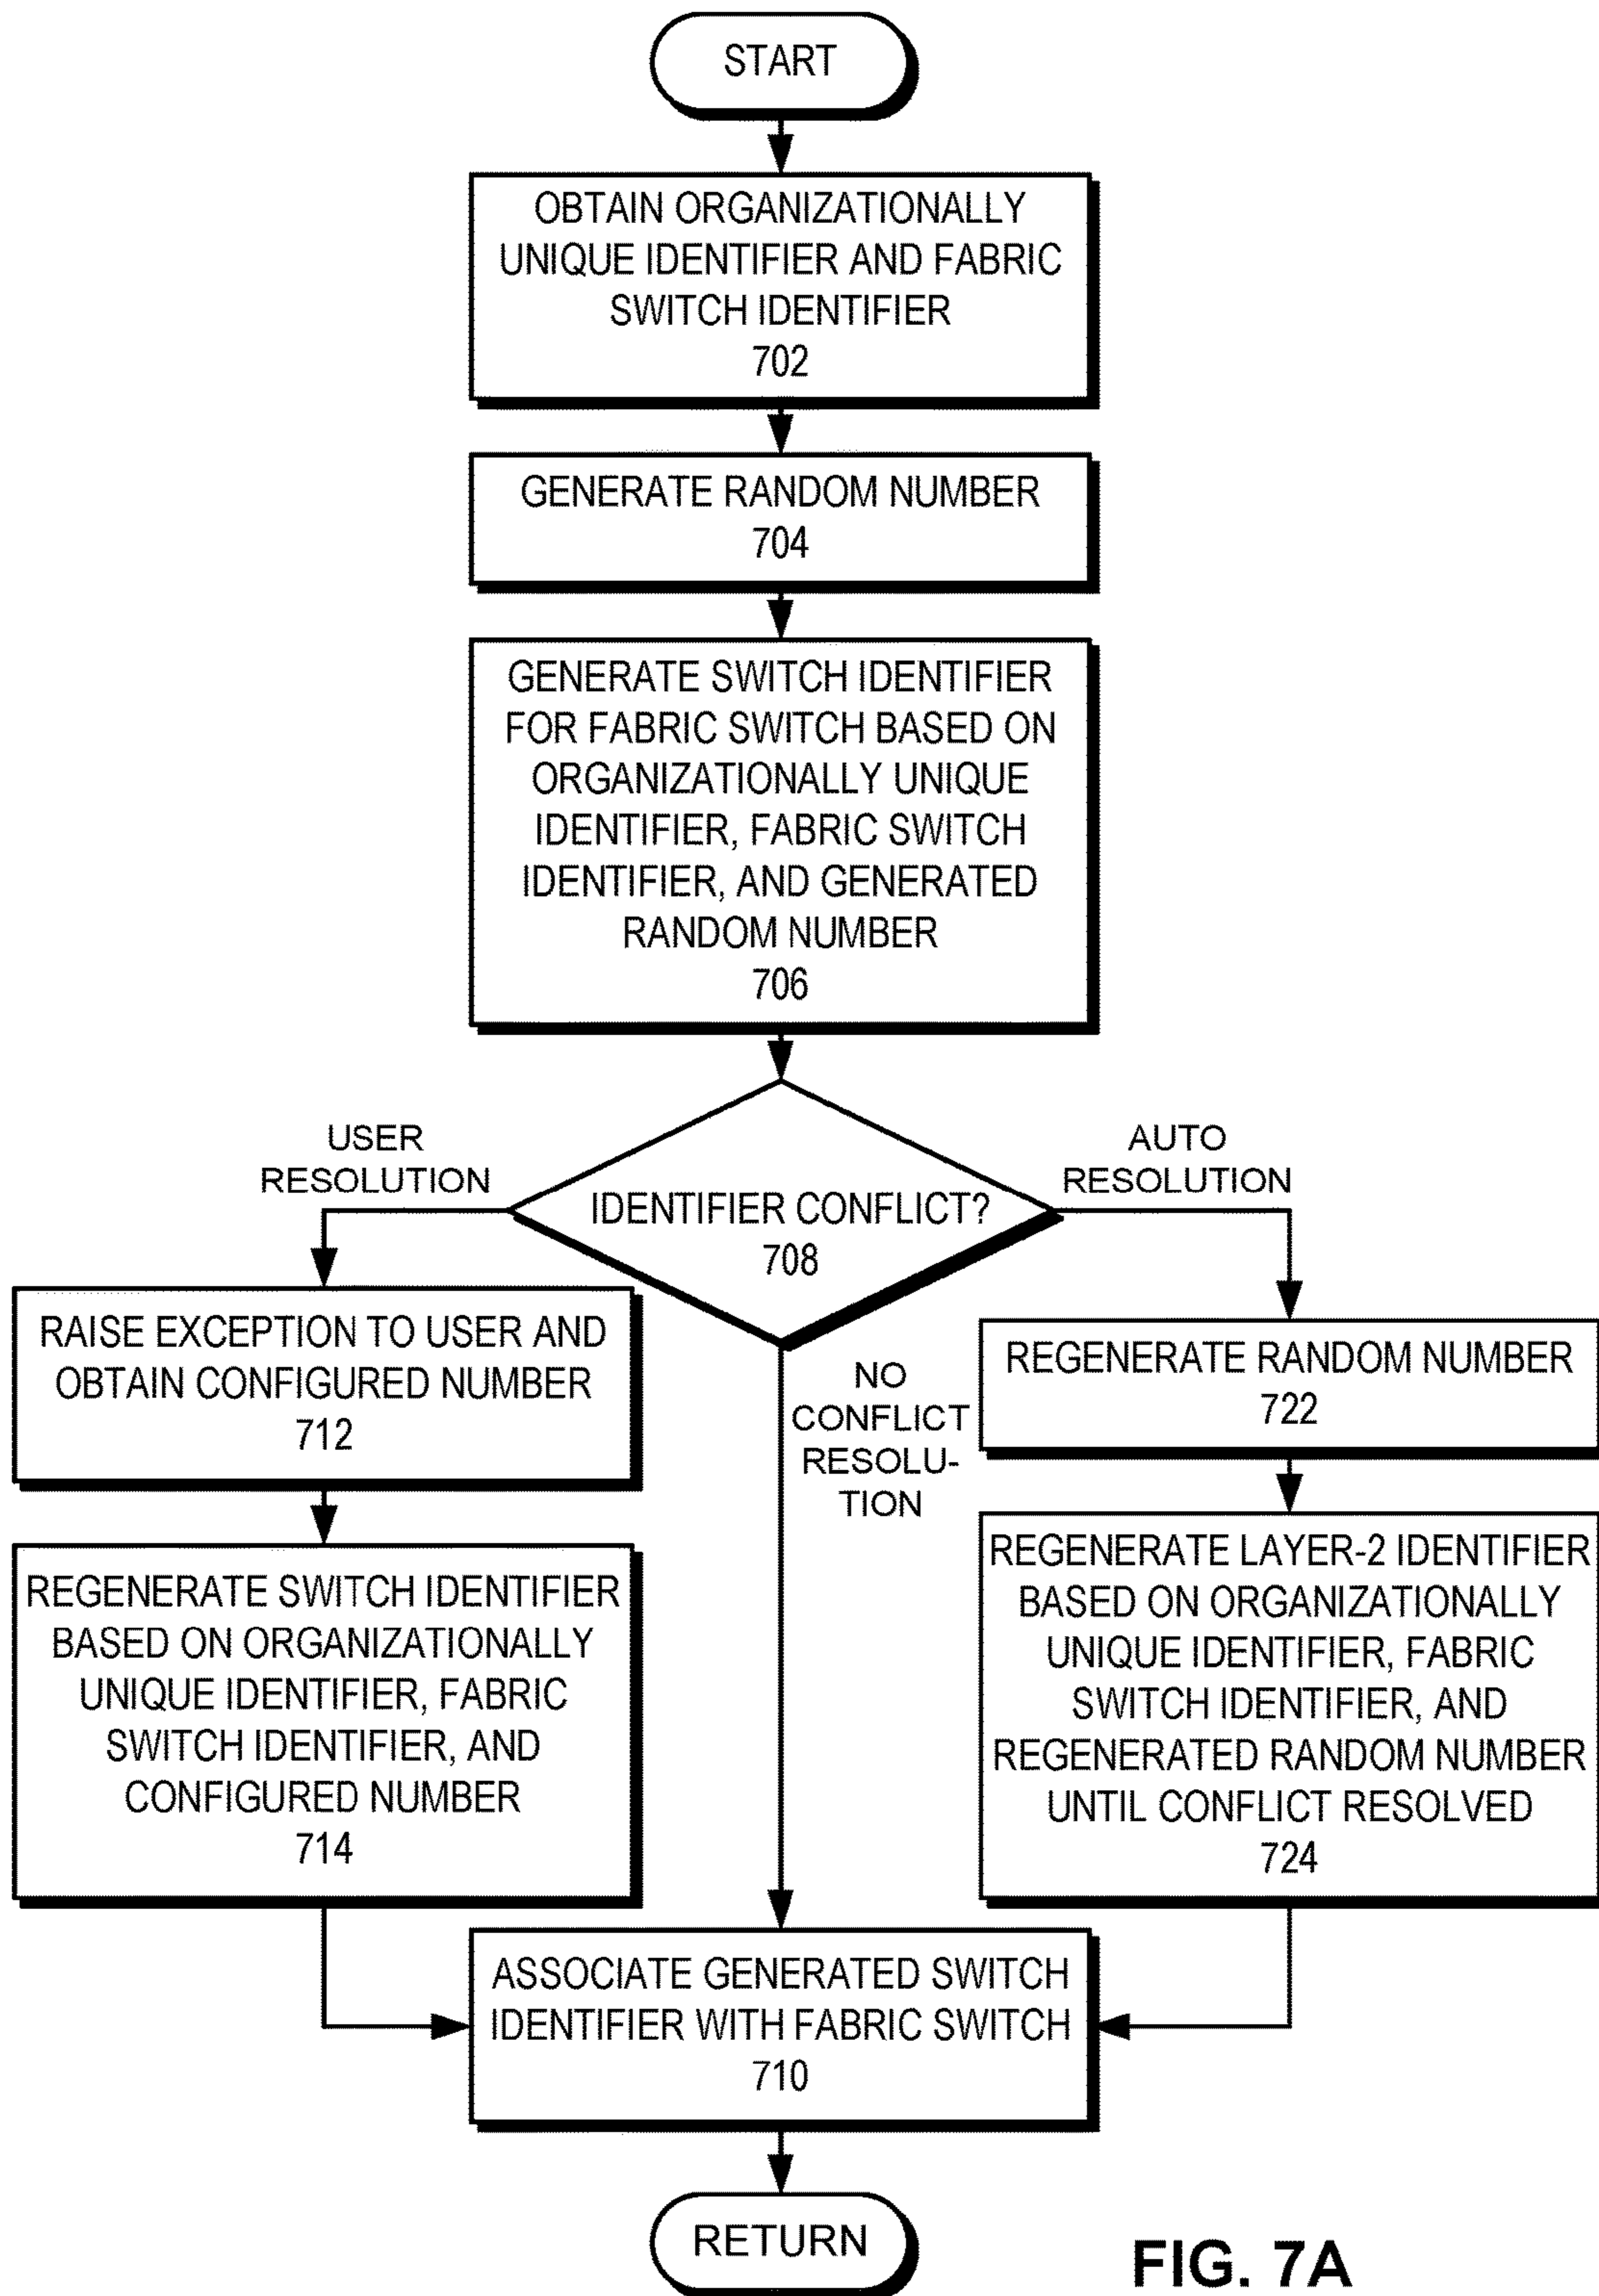 START
OBTAIN ORGANIZATIONALLY
UNIQUE IDENTIFIER AND FABRIC
SWITCH IDENTIFIER
702
GENERATE RANDOM NUMBER
704
GENERATE SWITCH IDENTIFIER
FOR FABRIC SWITCH BASED ON
ORGANIZATIONALLY UNIQUE
IDENTIFIER, FABRIC SWITCH
IDENTIFIER, AND GENERATED
RANDOM NUMBER
706
USER
RESOLUTION
IDENTIFIER CONFLICT?
708
AUTO
RESOLUTION
RAISE EXCEPTION TO USER AND
OBTAIN CONFIGURED NUMBER
712
NO
CONFLICT
RESOLU-
TION
REGENERATE RANDOM NUMBER
722
REGENERATE SWITCH IDENTIFIER
BASED ON ORGANIZATIONALLY
UNIQUE IDENTIFIER, FABRIC
SWITCH IDENTIFIER, AND
CONFIGURED NUMBER
714
REGENERATE LAYER-2 IDENTIFIER
BASED ON ORGANIZATIONALLY
UNIQUE IDENTIFIER, FABRIC
SWITCH IDENTIFIER, AND
REGENERATED RANDOM NUMBER
UNTIL CONFLICT RESOLVED
724
ASSOCIATE GENERATED SWITCH
IDENTIFIER WITH FABRIC SWITCH
710
RETURN
FIG. 7A